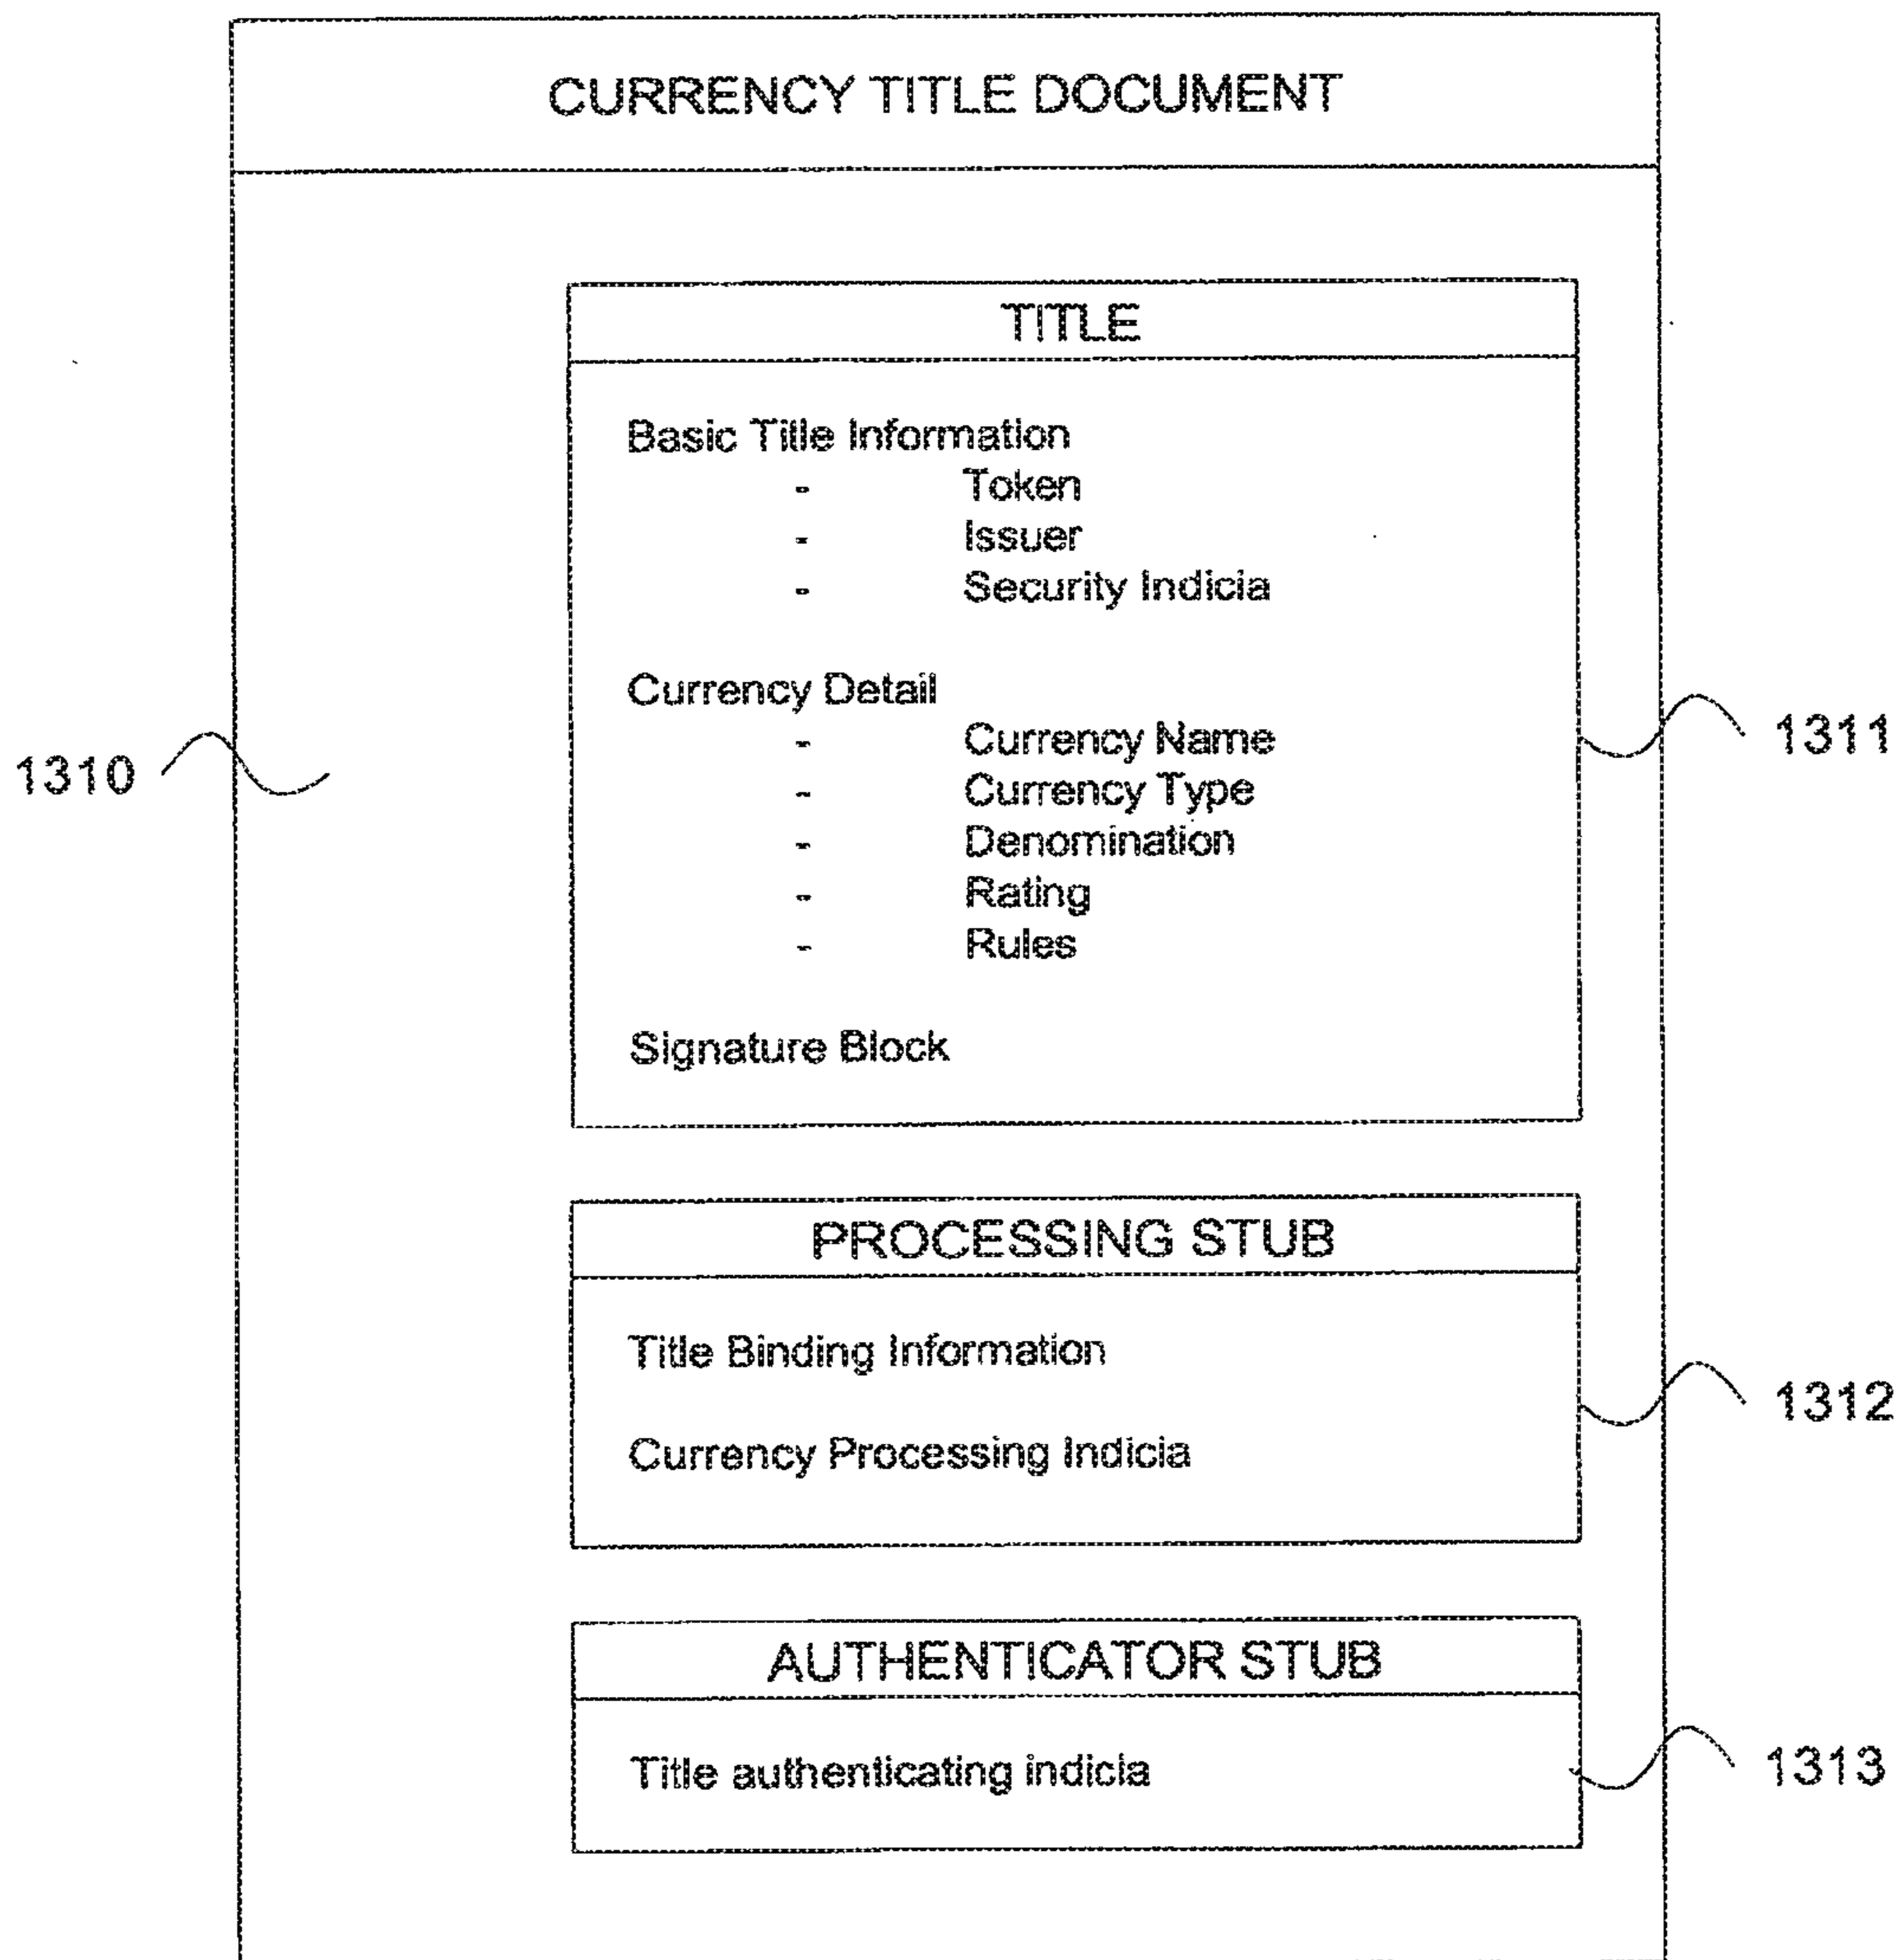 CURRENCY TITLE DOCUMENT
TITLE
Basic Title Information
- Token
- Issuer
- Security Indicia
Currency Detail
- Currency Name
- Currency Type
- Denomination
- Rating
- Rules
Signature Block
1310
1311
PROCESSING STUB
Title Binding Information
Currency Processing Indicia
1312
AUTHENTICATOR STUB
Title authenticating indicia
1313